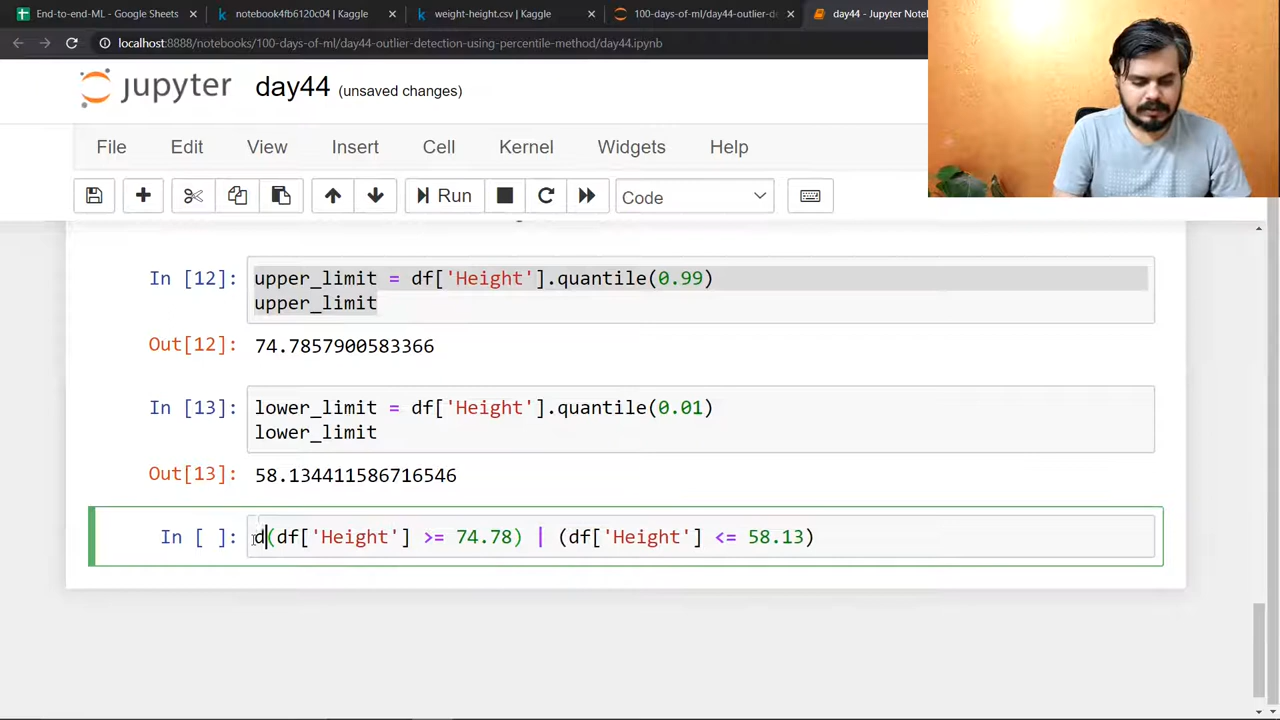 End-to-end-ML - Google Sheets
notebook4fb6120c04 | Kaggle
weight-height.csv | Kaggle
100-days-of-ml/day44-outlier-d
day44 - Jupyter Note
localhost:8888/notebooks/100-days-of-ml/day44-outlier-detection-using-percentile-method/day44.ipynb
jupyter day44 (unsaved changes)
File Edit View Insert Cell Kernel Widgets Help
Run Code
In [12]: upper_limit = df['Height'].quantile(0.99)
upper_limit
Out[12]: 74.7857900583366
In [13]: lower_limit = df['Height'].quantile(0.01)
lower_limit
Out[13]: 58.134411586716546
In [ ]: d(df['Height'] >= 74.78) | (df['Height'] <= 58.13)